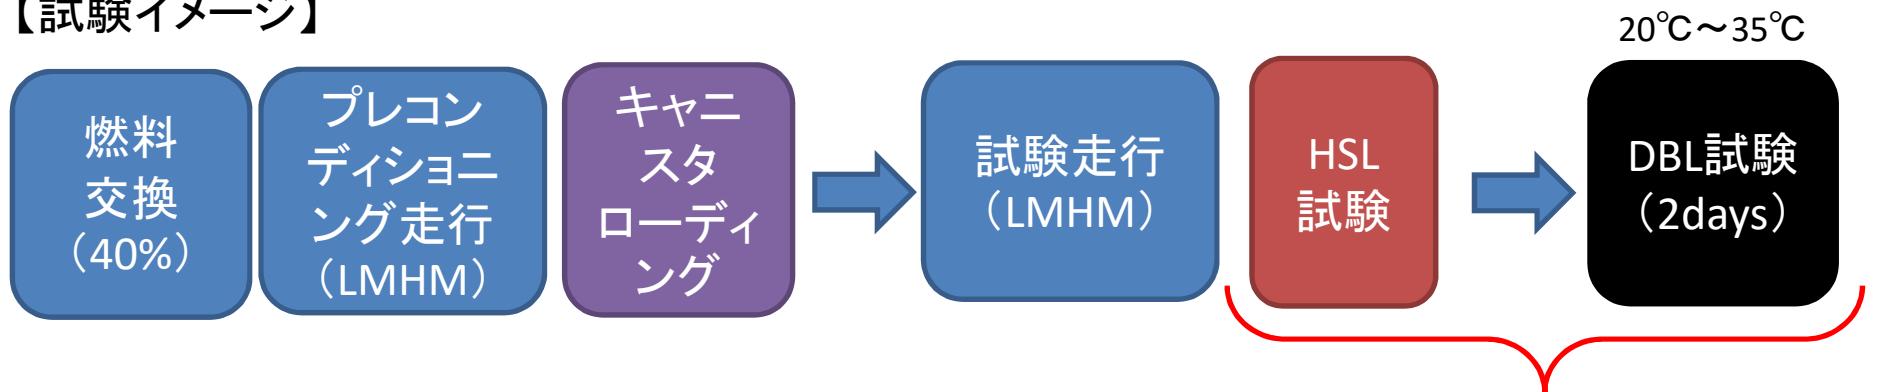 【試験イメージ】
燃料
交換
（40%）
プレコン
ディショニ
ング走行
（LMHM）
キャニ
スタ
ローディ
ング
試験走行
（LMHM）
HSL
試験
20℃～35℃
DBL試験
（2days）